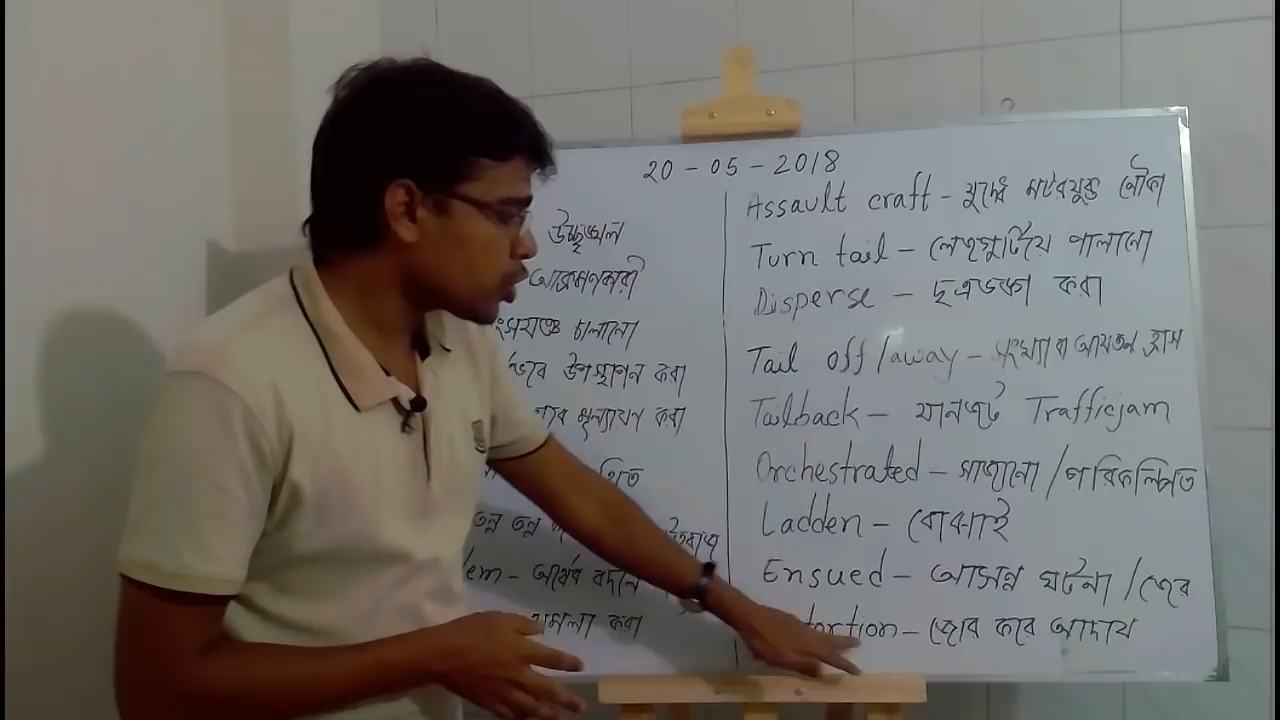 20 - 05 - 2018
উচ্ছৃঙ্খল
আক্রমণকারী
চালানো
উপস্থাপন করা
মূল্যায়ন করা
তন্ন তন্ন
অর্থের বদলে
করা
Assault craft - যুদ্ধে মটরযুক্ত নৌকা
Turn tail - লেজগুটিয়ে পালানো
Disperse - ছত্রভঙ্গ করা
Tail off/away - সংখ্যা বা আয়তন হ্রাস
Tailback - যানজট Trafficjam
Orchestrated - সাজানো / পরিকল্পিত
Ladden - বোঝাই
Ensued - আসন্ন ঘটনা / জের
tortion - জোর করে আদায়